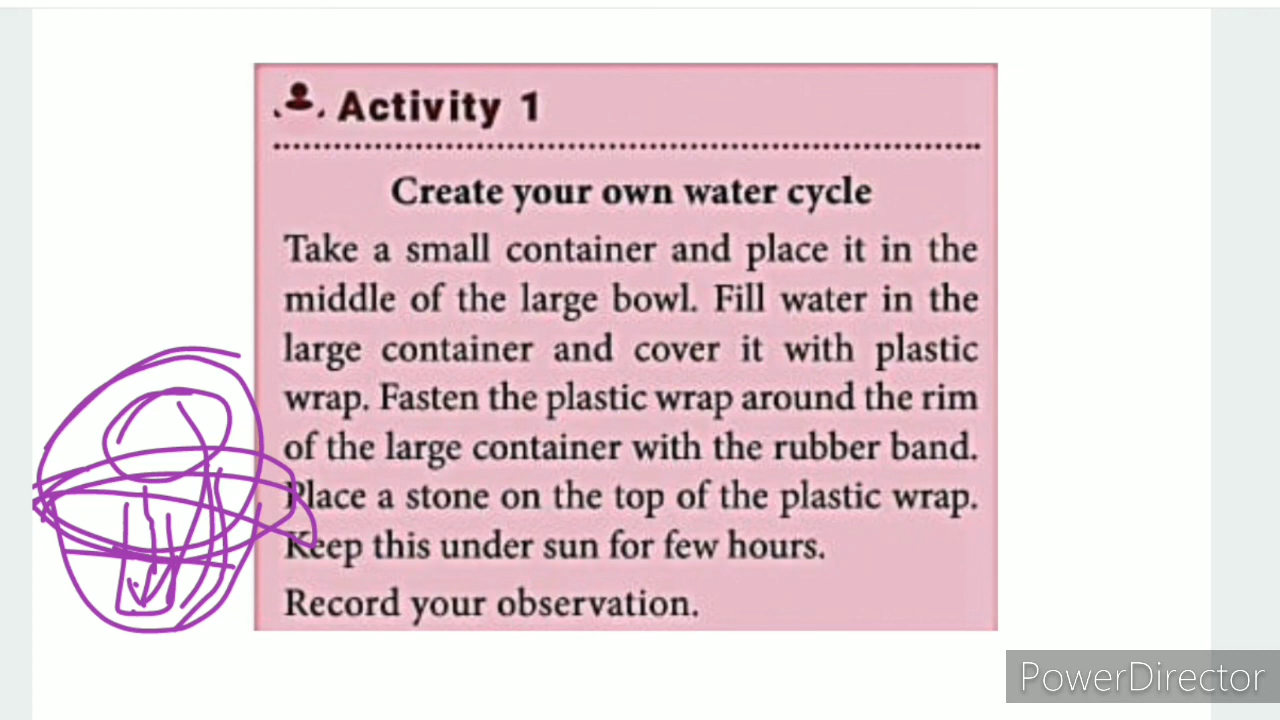 Activity 1
Create your own water cycle
Take a small container and place it in the
middle of the large bowl. Fill water in the
large container and cover it with plastic
wrap. Fasten the plastic wrap around the rim
of the large container with the rubber band.
Place a stone on the top of the plastic wrap.
Keep this under sun for few hours.
Record your observation.
PowerDirector